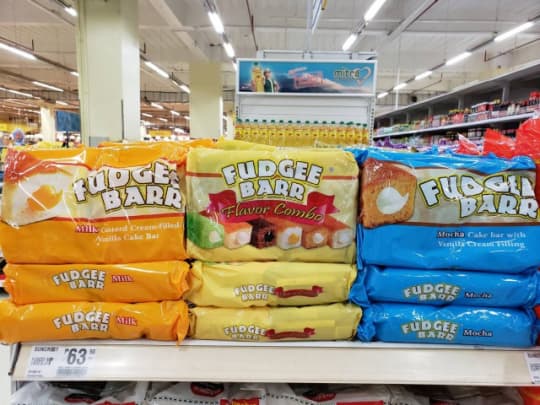 mitra
FUDGEE
BARR
Milk Custard Cream-filled
Vanilla Cake Bar
FUDGEE
BARR
Flavor Combo
FUDGEE
BARR
Mocha Cake bar with
Vanilla Cream Filling
FUDGEE
BARR Milk
FUDGEE
BARR
FUDGEE
BARR Mocha
FUDGEE
BARR Milk
FUDGEE
BARR
FUDGEE
BARR Mocha
₱63